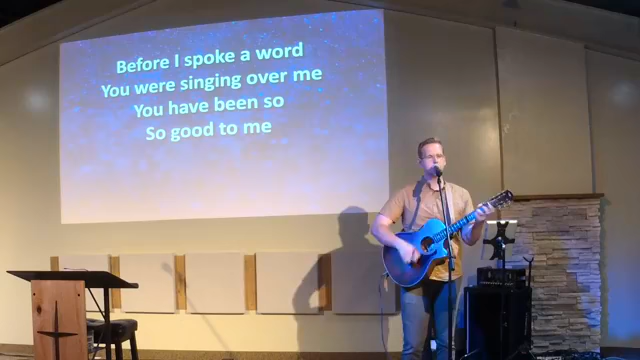 Before I spoke a word
You were singing over me
You have been so
So good to me